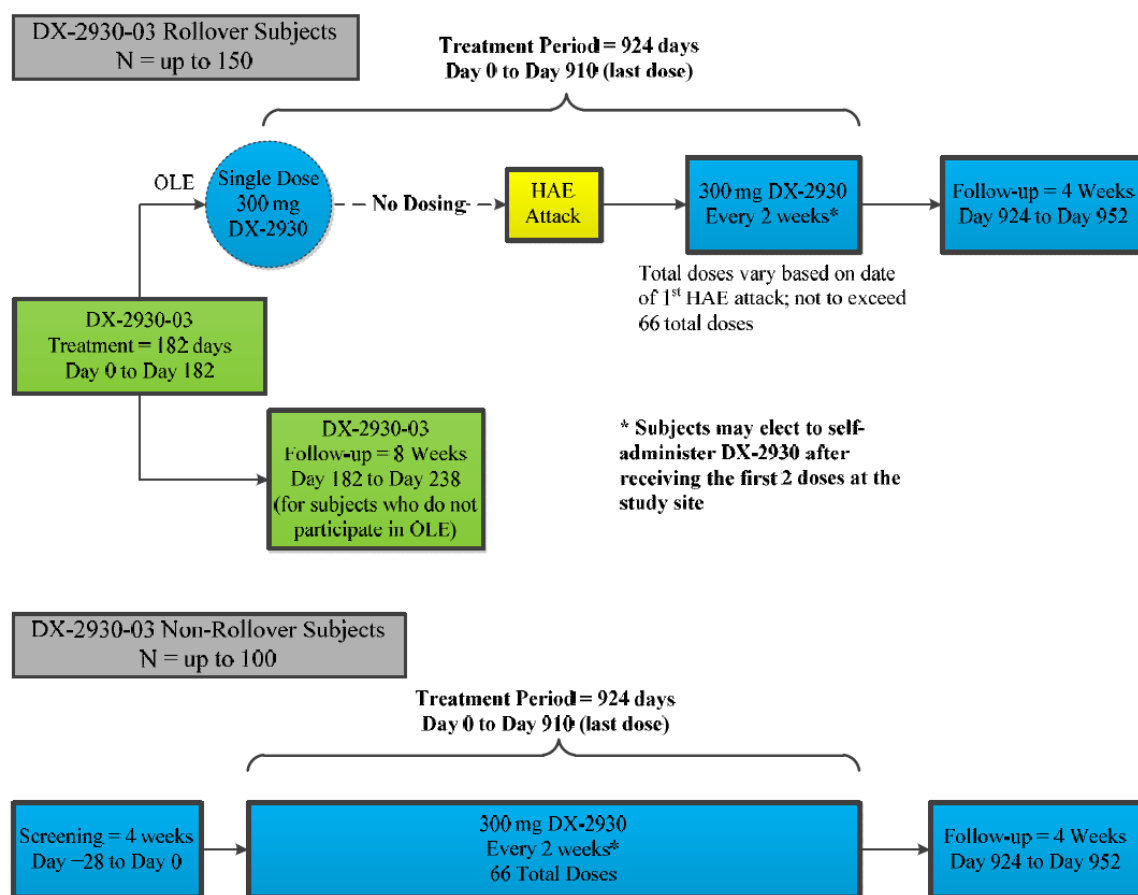 DX-2930-03 Rollover Subjects
N = up to 150
Treatment Period = 924 days
Day 0 to Day 910 (last dose)
OLE
Single Dose
300 mg
DX-2930
No Dosing
HAE
Attack
300 mg DX-2930
Every 2 weeks*
Follow-up = 4 Weeks
Day 924 to Day 952
Total doses vary based on date
of 1st HAE attack; not to exceed
66 total doses
DX-2930-03
Treatment = 182 days
Day 0 to Day 182
DX-2930-03
Follow-up = 8 Weeks
Day 182 to Day 238
(for subjects who do not
participate in OLE)
* Subjects may elect to self-
administer DX-2930 after
receiving the first 2 doses at the
study site
DX-2930-03 Non-Rollover Subjects
N = up to 100
Treatment Period = 924 days
Day 0 to Day 910 (last dose)
Screening = 4 weeks
Day −28 to Day 0
300 mg DX-2930
Every 2 weeks*
66 Total Doses
Follow-up = 4 Weeks
Day 924 to Day 952